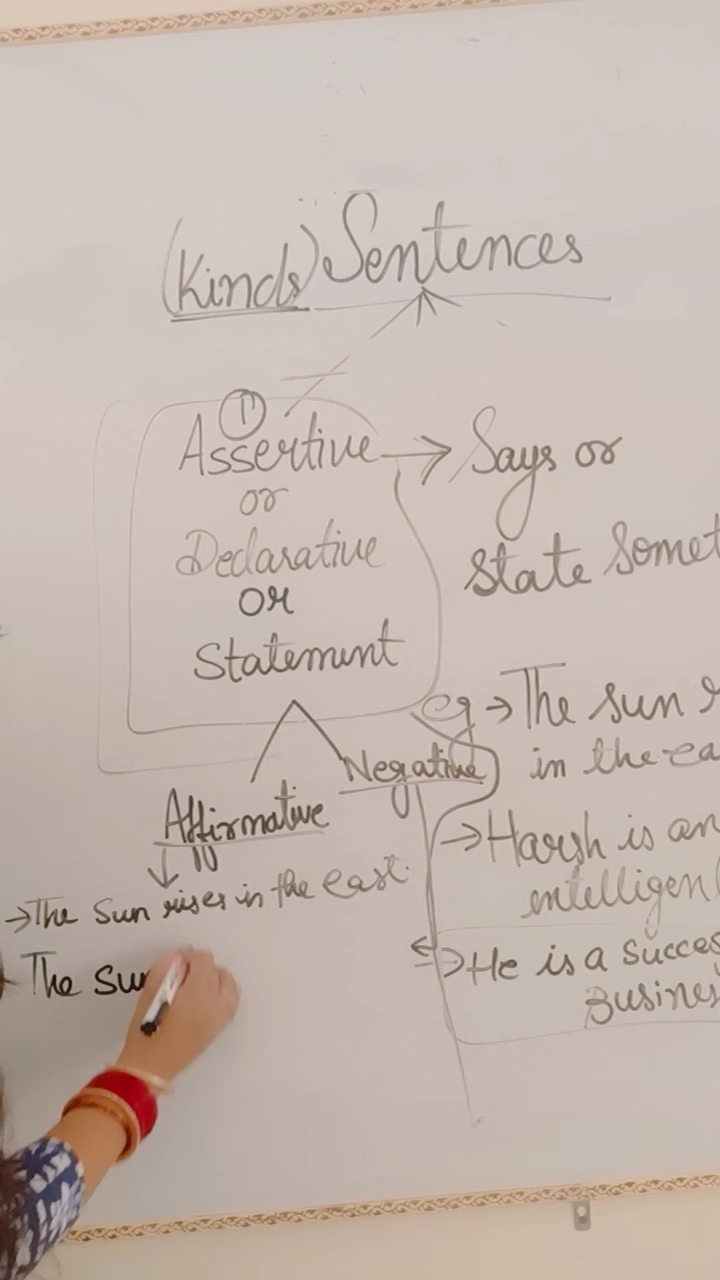 (Kinds) Sentences
①
Assertive → Says or
or
Declarative
OR
Statement
state Somet
eg → The sun r
in the ea
Negative
Affirmative
→ Harsh is an
intelligen
→ The Sun rises in the east.
→ He is a Succes
Busines
The sun